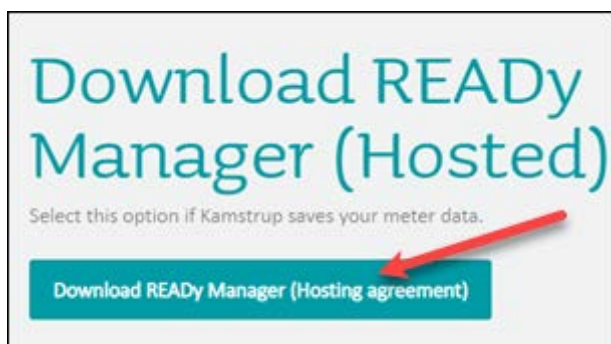 Download READy
Manager (Hosted)
Select this option if Kamstrup saves your meter data.
Download READy Manager (Hosting agreement)